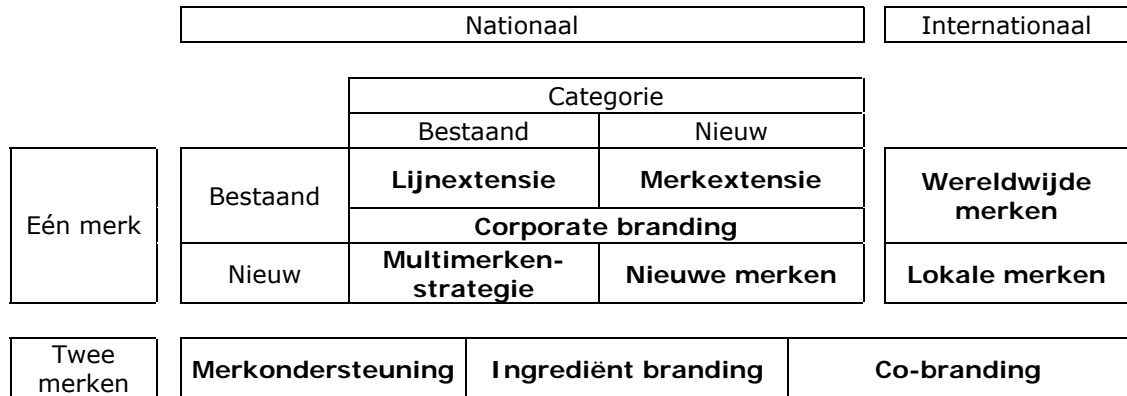 Nationaal Internationaal
Categorie
Bestaand Nieuw
Eén merk
Bestaand
Lijnextensie Merkextensie
Corporate branding
Wereldwijde
merken
Nieuw
Multimerken-
strategie
Nieuwe merken
Lokale merken
Twee
merken
Merkondersteuning Ingrediënt branding Co-branding